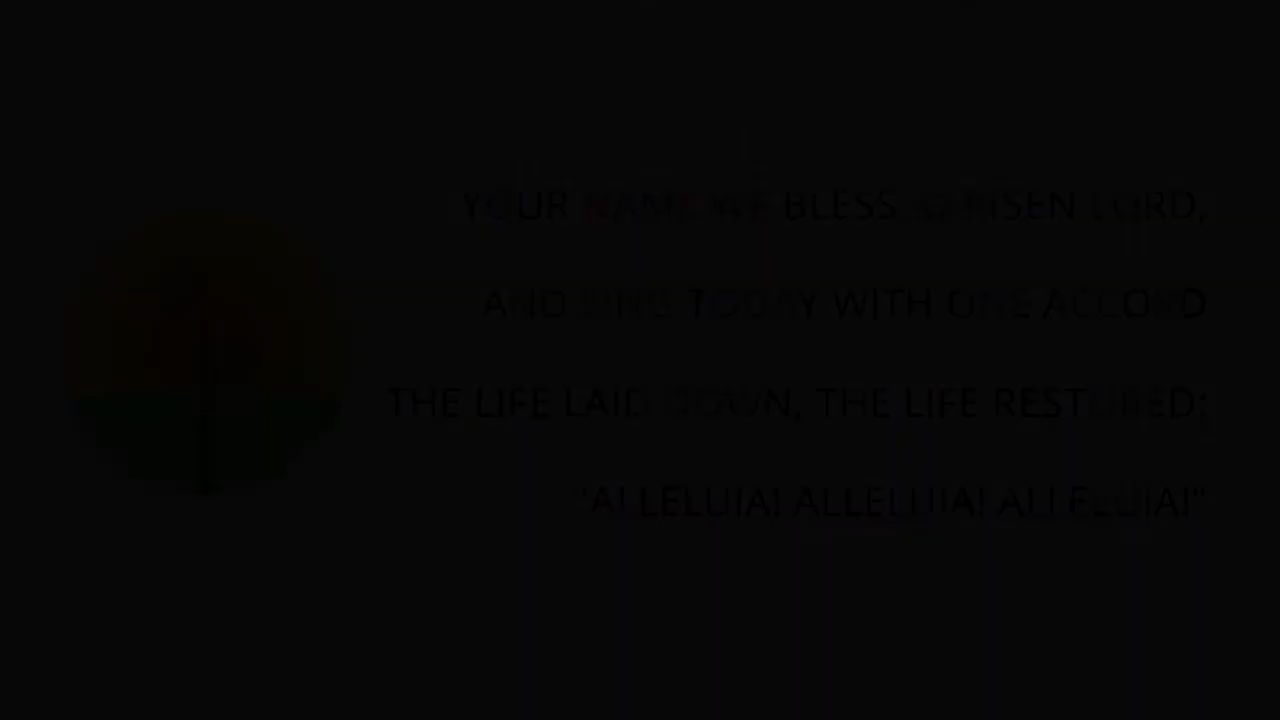 YOUR NAME WE BLESS, O RISEN LORD,
AND SING TODAY WITH ONE ACCORD
THE LIFE LAID DOWN, THE LIFE RESTORED:
"ALLELUIA! ALLELUIA! ALLELUIA!"